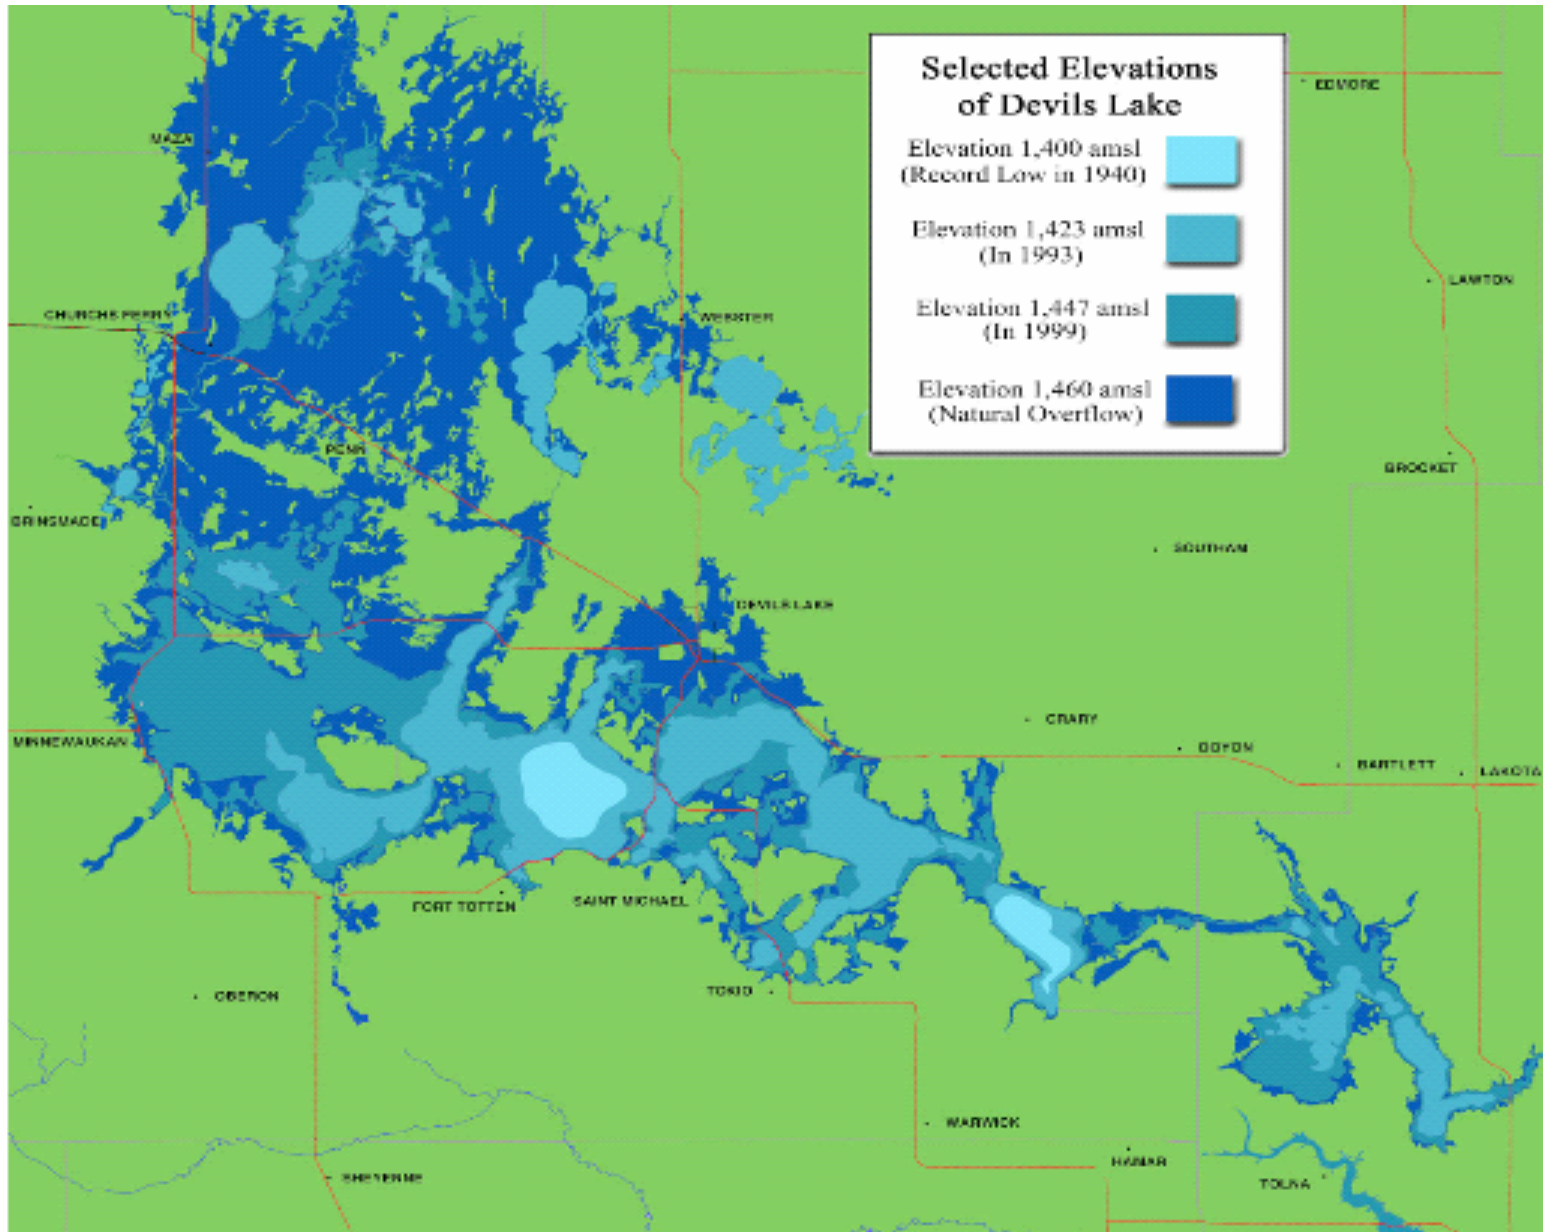 Selected Elevations
of Devils Lake
Elevation 1,400 amsl
(Record Low in 1940)
Elevation 1,423 amsl
(In 1993)
Elevation 1,447 amsl
(In 1999)
Elevation 1,460 amsl
(Natural Overflow)
EDMORE
MAZA
LAWTON
CHURCHS FERRY
WEBSTER
PENN
BROCKET
BRINSMADE
SOUTHAM
DEVILS LAKE
CRARY
MINNEWAUKAN
DOYON
BARTLETT
LAKOTA
FORT TOTTEN
SAINT MICHAEL
TOKIO
OBERON
WARWICK
HAMAR
SHEYENNE
TOLNA